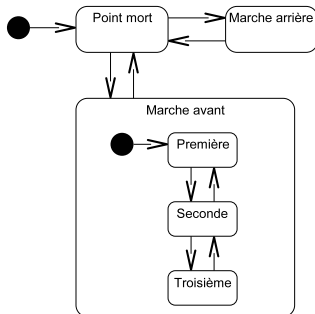 Point mort
Marche arrière
Marche avant
Première
Seconde
Troisième